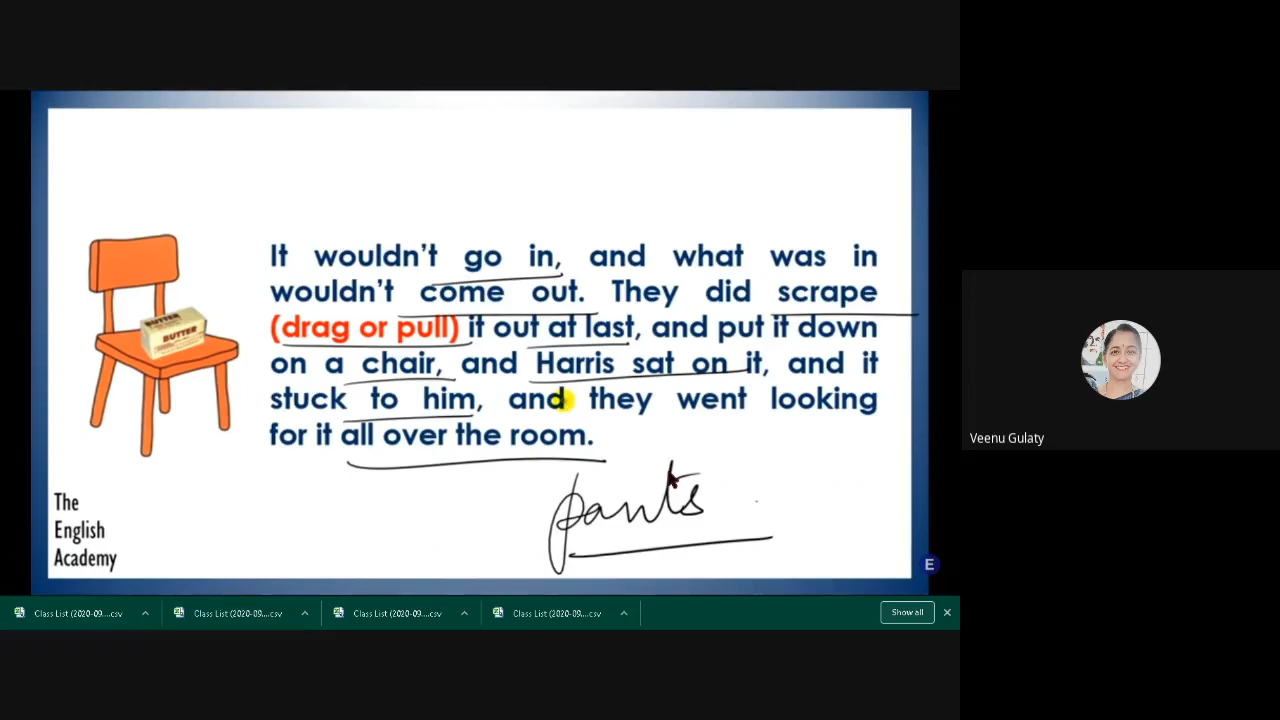 It wouldn't go in, and what was in
wouldn't come out. They did scrape
(drag or pull) it out at last, and put it down
on a chair, and Harris sat on it, and it
stuck to him, and they went looking
for it all over the room.
BUTTER
BUTTER
pants
The
English
Academy
E
Veenu Gulaty
Class List (2020-09....csv
Class List (2020-09....csv
Class List (2020-09....csv
Class List (2020-09....csv
Show all